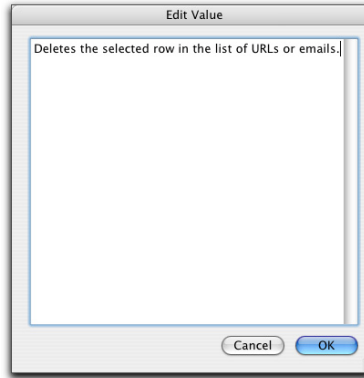 Edit Value
Deletes the selected row in the list of URLs or emails.
Cancel OK